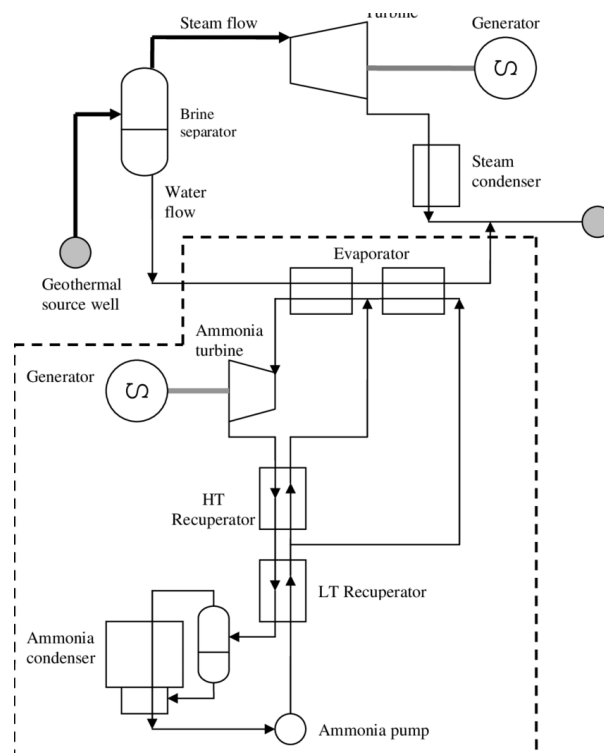 Steam flow
Turbine
Generator
Brine
separator
Steam
condenser
Water
flow
Geothermal
source well
Evaporator
Ammonia
turbine
Generator
HT
Recuperator
LT Recuperator
Ammonia
condenser
Ammonia pump